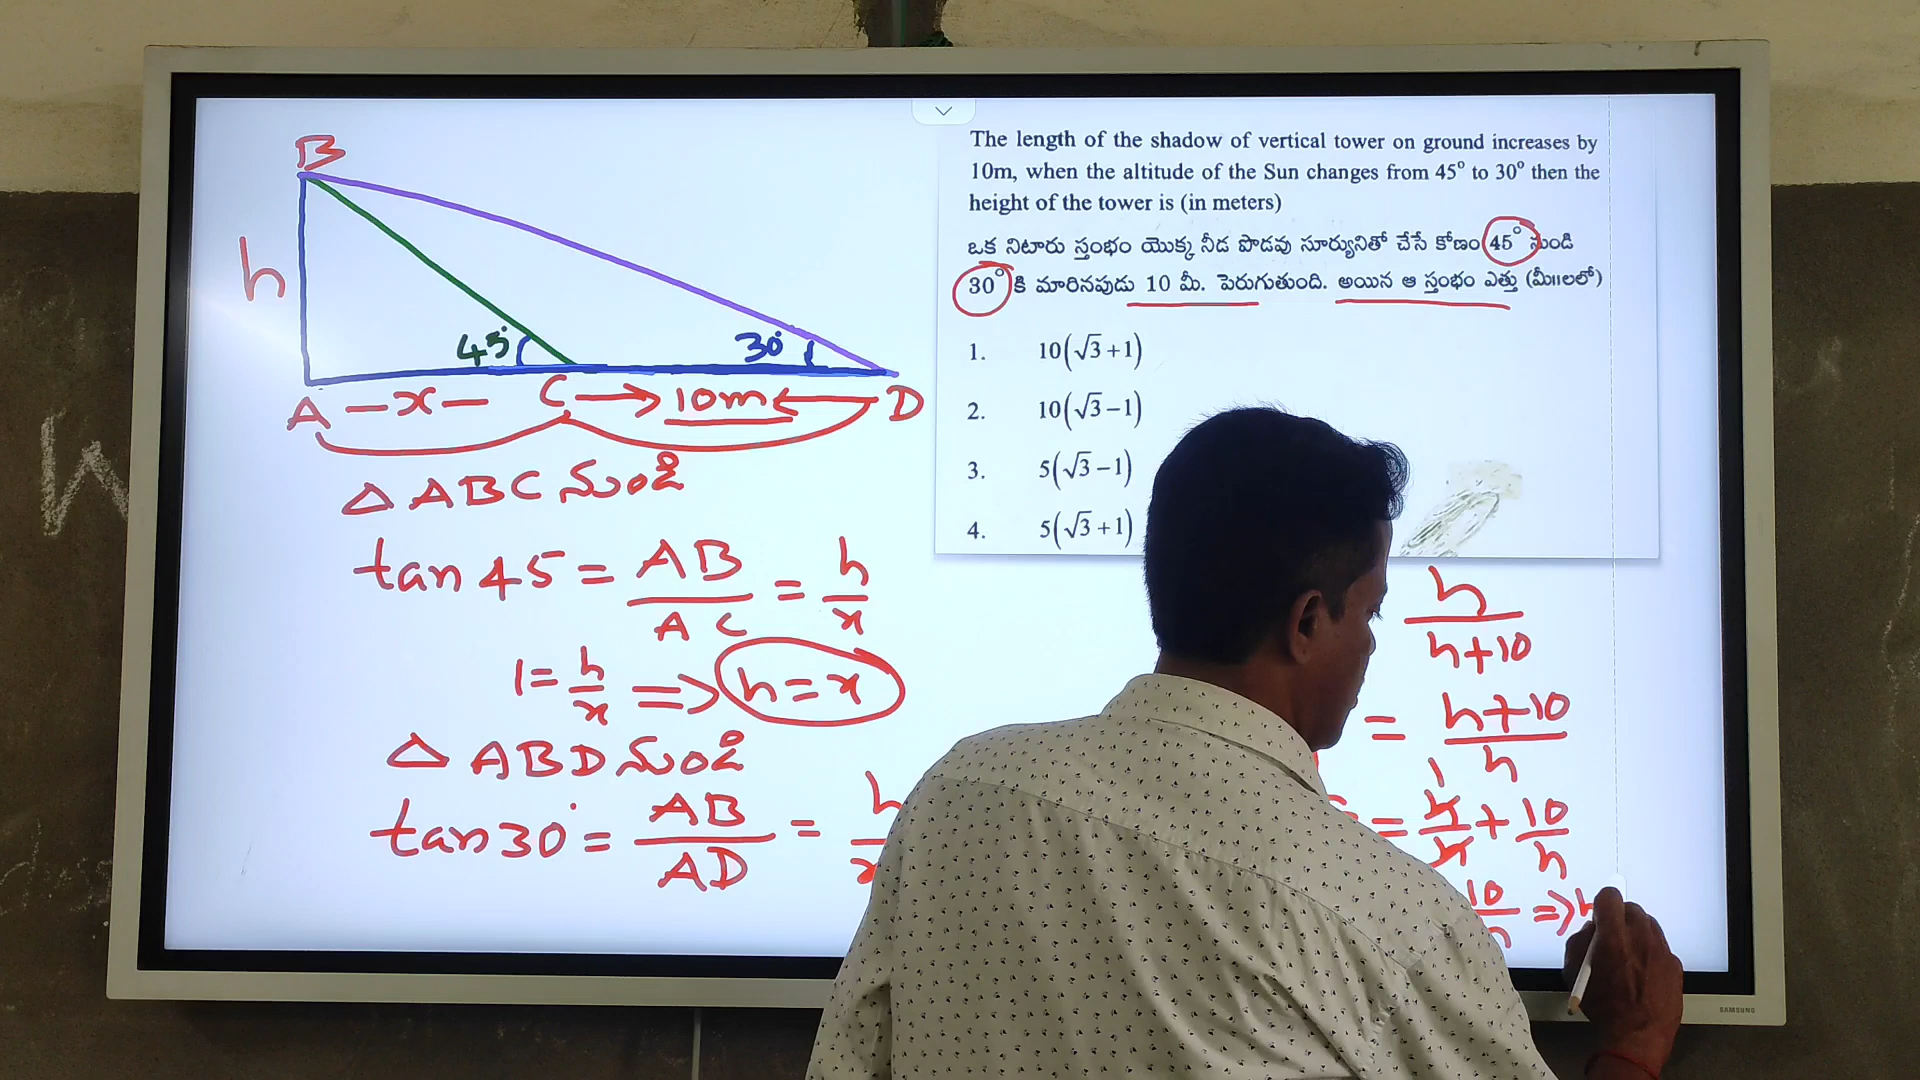 B
h
45°
30°
A – x – C → 10m ← D
△ ABC నుండి
tan 45 = AB / AC = h / x
1 = h / x ⇒ h = x
△ ABD నుండి
tan 30° = AB / AD = h
The length of the shadow of vertical tower on ground increases by
10m, when the altitude of the Sun changes from 45° to 30° then the
height of the tower is (in meters)
ఒక నిటారు స్తంభం యొక్క నీడ పొడవు సూర్యునితో చేసే కోణం 45° నుండి
30° కి మారినపుడు 10 మీ. పెరుగుతుంది. అయిన ఆ స్తంభం ఎత్తు (మీ॥లలో)
1. 10(√3+1)
2. 10(√3−1)
3. 5(√3−1)
4. 5(√3+1)
h / h+10
= h+10 / h
= h / h + 10 / h
10 ⇒ h
SAMSUNG